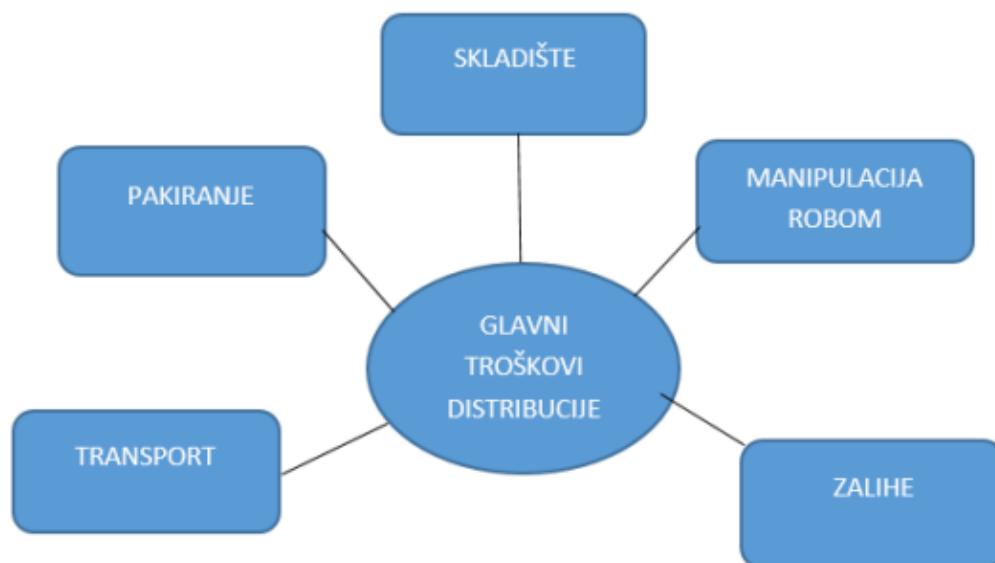 SKLADIŠTE
PAKIRANJE
MANIPULACIJA
ROBOM
GLAVNI
TROŠKOVI
DISTRIBUCIJE
TRANSPORT
ZALIHE